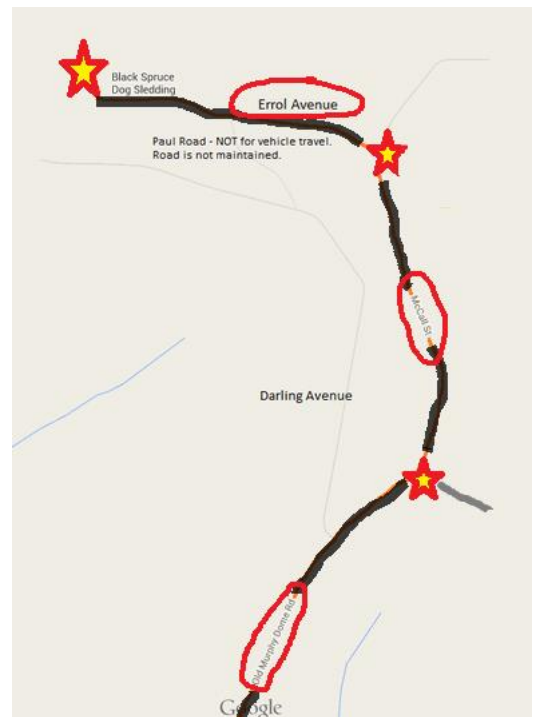 Black Spruce
Dog Sledding
Errol Avenue
Paul Road - NOT for vehicle travel.
Road is not maintained.
McCall St
Darling Avenue
Old Murphy Dome Rd
Google